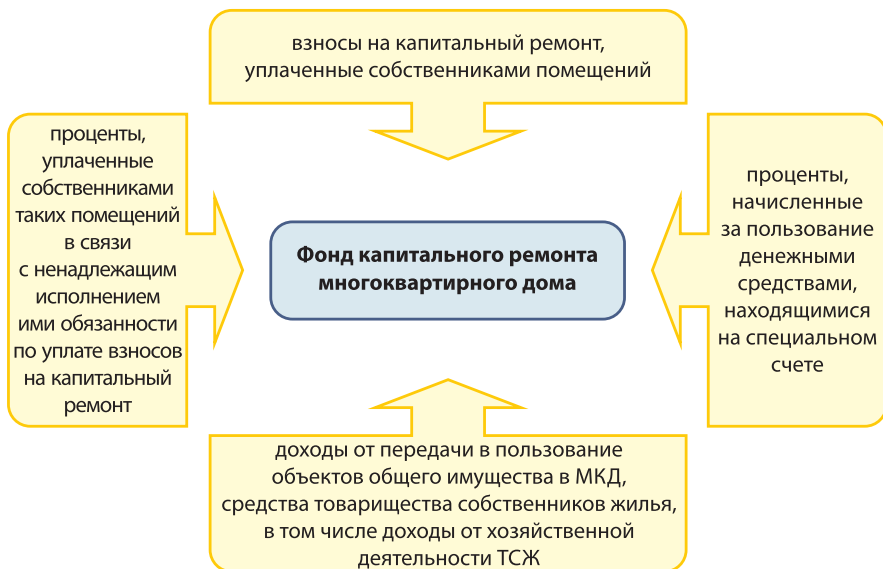 взносы на капитальный ремонт,
уплаченные собственниками помещений
проценты,
уплаченные
собственниками
таких помещений
в связи
с ненадлежащим
исполнением
ими обязанности
по уплате взносов
на капитальный
ремонт
Фонд капитального ремонта
многоквартирного дома
проценты,
начисленные
за пользование
денежными
средствами,
находящимися
на специальном
счете
доходы от передачи в пользование
объектов общего имущества в МКД,
средства товарищества собственников жилья,
в том числе доходы от хозяйственной
деятельности ТСЖ